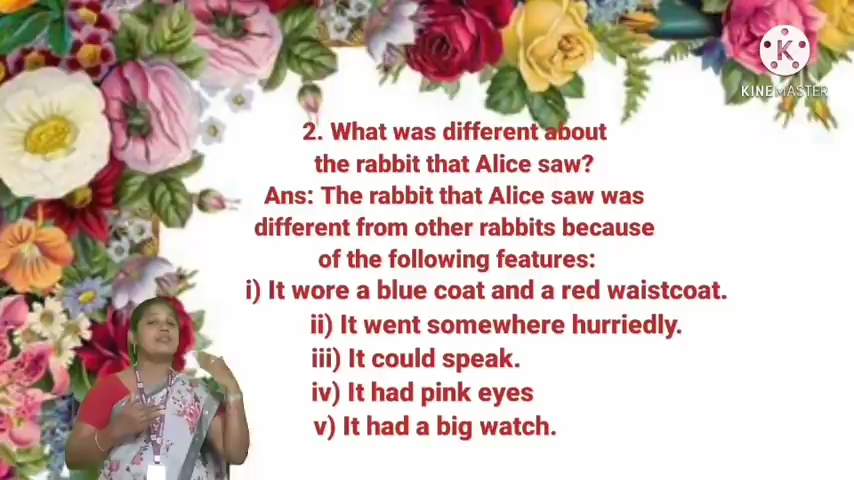 KINEMASTER
2. What was different about
the rabbit that Alice saw?
Ans: The rabbit that Alice saw was
different from other rabbits because
of the following features:
i) It wore a blue coat and a red waistcoat.
ii) It went somewhere hurriedly.
iii) It could speak.
iv) It had pink eyes
v) It had a big watch.